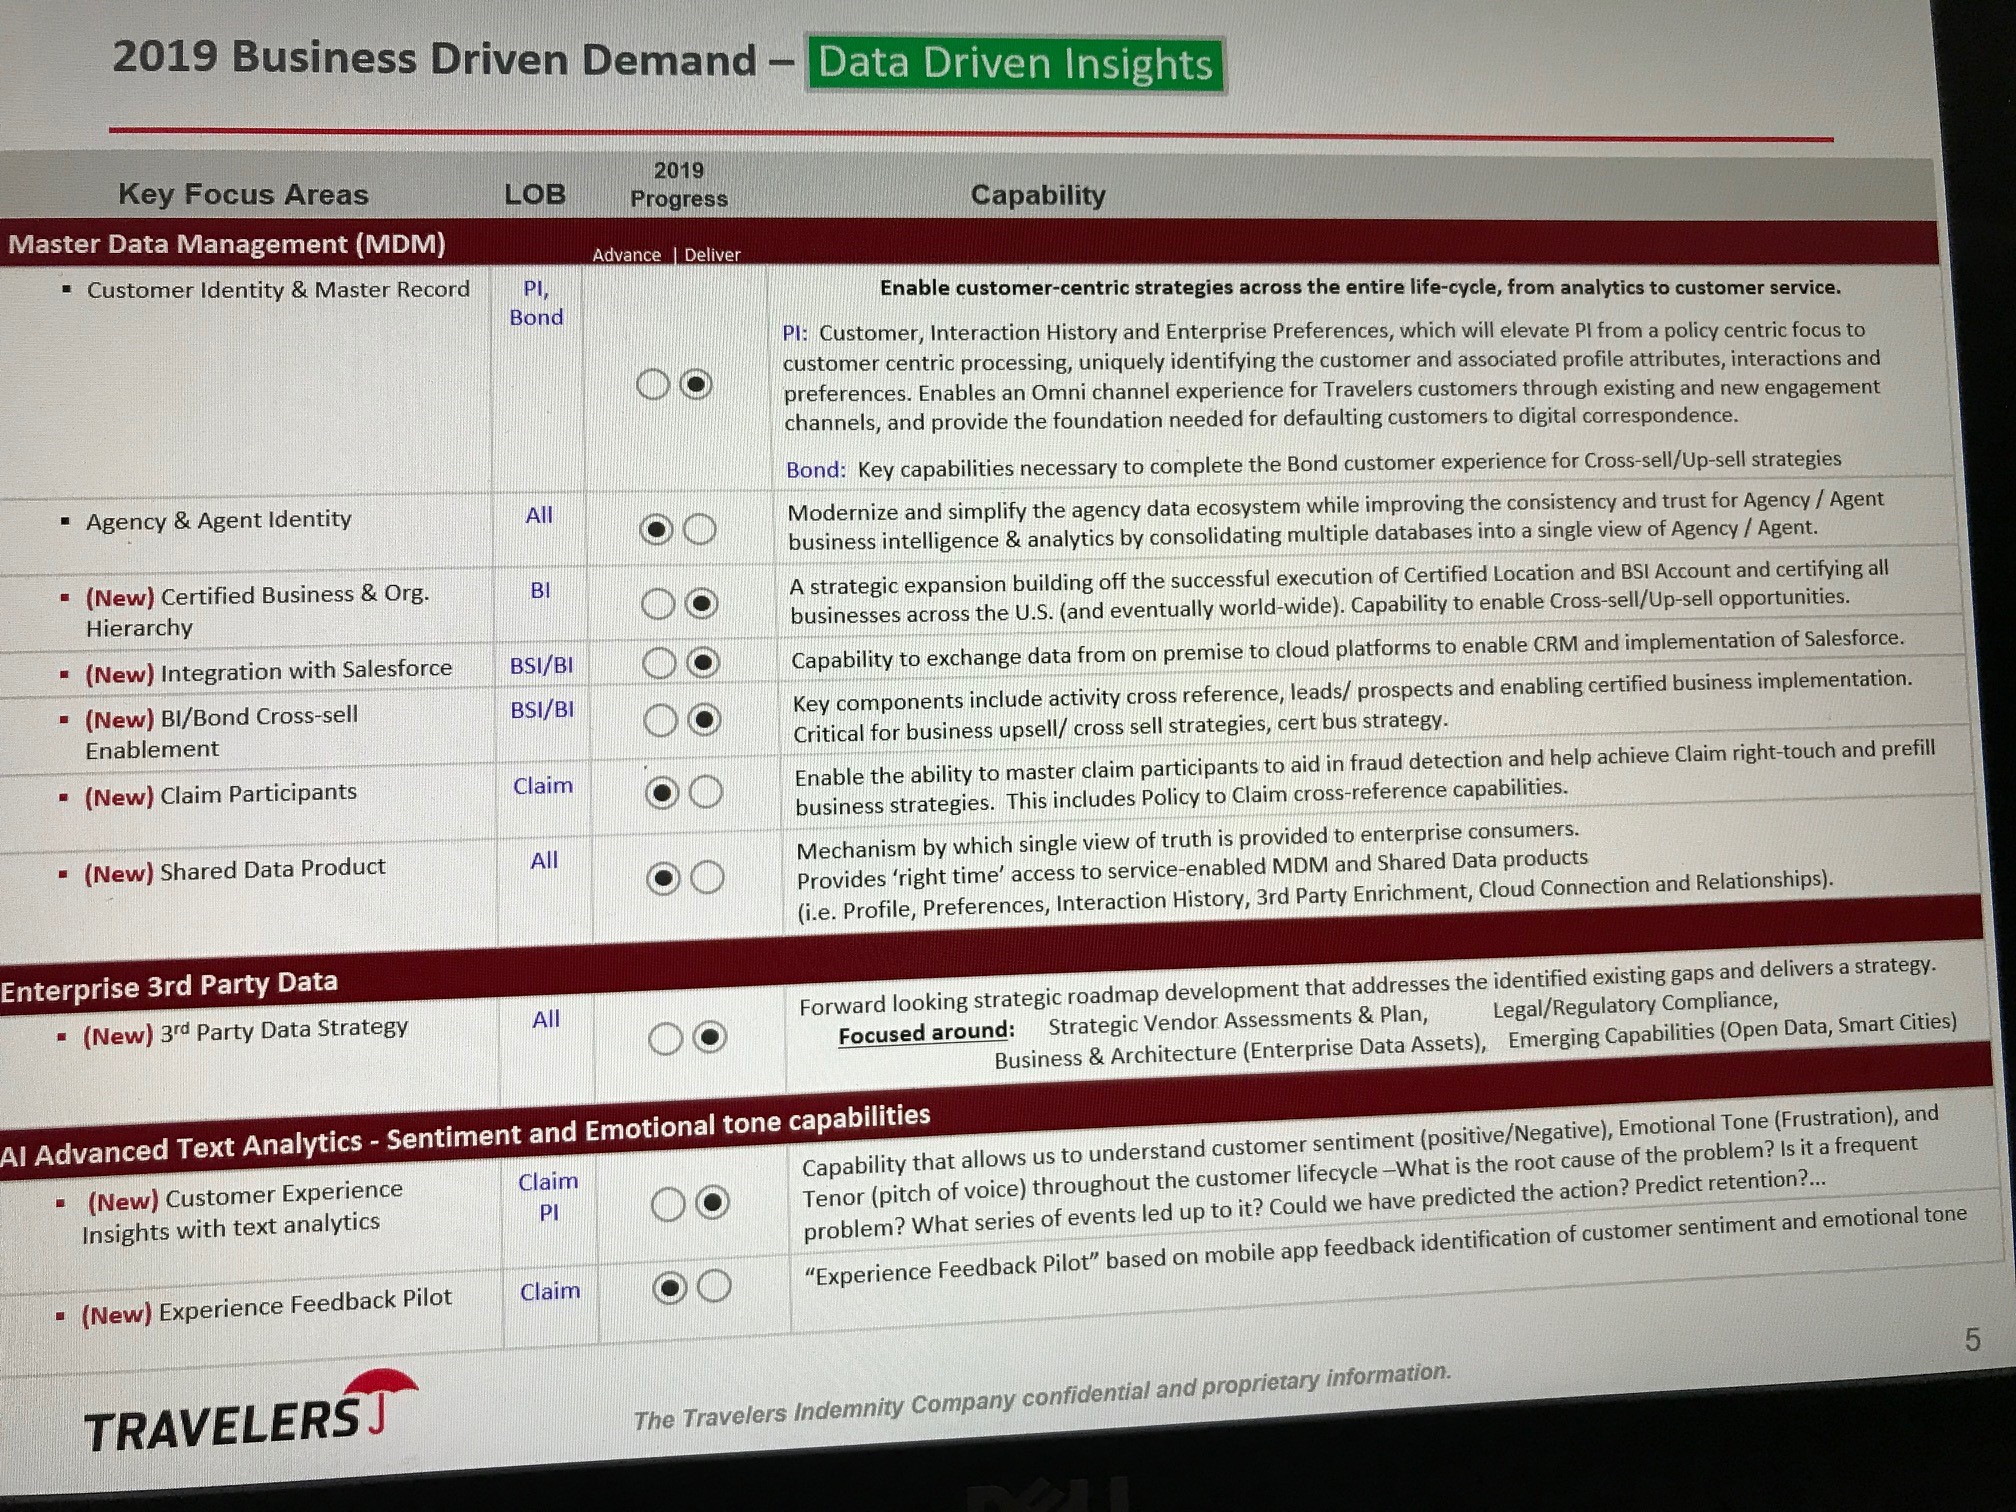 2019 Business Driven Demand – Data Driven Insights
Key Focus Areas
LOB
2019
Progress
Capability
Master Data Management (MDM)
Advance | Deliver
▪ Customer Identity & Master Record
PI,
Bond
Enable customer-centric strategies across the entire life-cycle, from analytics to customer service.
PI: Customer, Interaction History and Enterprise Preferences, which will elevate PI from a policy centric focus to
customer centric processing, uniquely identifying the customer and associated profile attributes, interactions and
preferences. Enables an Omni channel experience for Travelers customers through existing and new engagement
channels, and provide the foundation needed for defaulting customers to digital correspondence.
Bond: Key capabilities necessary to complete the Bond customer experience for Cross-sell/Up-sell strategies
▪ Agency & Agent Identity
All
Modernize and simplify the agency data ecosystem while improving the consistency and trust for Agency / Agent
business intelligence & analytics by consolidating multiple databases into a single view of Agency / Agent.
▪ (New) Certified Business & Org.
Hierarchy
BI
A strategic expansion building off the successful execution of Certified Location and BSI Account and certifying all
businesses across the U.S. (and eventually world-wide). Capability to enable Cross-sell/Up-sell opportunities.
▪ (New) Integration with Salesforce
BSI/BI
Capability to exchange data from on premise to cloud platforms to enable CRM and implementation of Salesforce.
▪ (New) BI/Bond Cross-sell
Enablement
BSI/BI
Key components include activity cross reference, leads/ prospects and enabling certified business implementation.
Critical for business upsell/ cross sell strategies, cert bus strategy.
▪ (New) Claim Participants
Claim
Enable the ability to master claim participants to aid in fraud detection and help achieve Claim right-touch and prefill
business strategies. This includes Policy to Claim cross-reference capabilities.
▪ (New) Shared Data Product
All
Mechanism by which single view of truth is provided to enterprise consumers.
Provides ‘right time’ access to service-enabled MDM and Shared Data products
(i.e. Profile, Preferences, Interaction History, 3rd Party Enrichment, Cloud Connection and Relationships).
Enterprise 3rd Party Data
▪ (New) 3rd Party Data Strategy
All
Forward looking strategic roadmap development that addresses the identified existing gaps and delivers a strategy.
Focused around: Strategic Vendor Assessments & Plan, Legal/Regulatory Compliance,
Business & Architecture (Enterprise Data Assets), Emerging Capabilities (Open Data, Smart Cities)
AI Advanced Text Analytics - Sentiment and Emotional tone capabilities
▪ (New) Customer Experience
Insights with text analytics
Claim
PI
Capability that allows us to understand customer sentiment (positive/Negative), Emotional Tone (Frustration), and
Tenor (pitch of voice) throughout the customer lifecycle –What is the root cause of the problem? Is it a frequent
problem? What series of events led up to it? Could we have predicted the action? Predict retention?...
▪ (New) Experience Feedback Pilot
Claim
“Experience Feedback Pilot” based on mobile app feedback identification of customer sentiment and emotional tone
5
TRAVELERS
The Travelers Indemnity Company confidential and proprietary information.
DELL